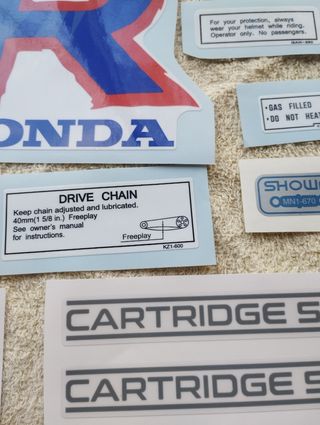 R
HONDA
For your protection, always
wear your helmet while riding.
Operator only. No passengers.
• GAS FILLED
• DO NOT HEAT
SHOWA
MN1-670
DRIVE CHAIN
Keep chain adjusted and lubricated.
40mm(1 5/8 in.) Freeplay
See owner's manual
for instructions.
Freeplay
KZ1-600
CARTRIDGE S
CARTRIDGE S